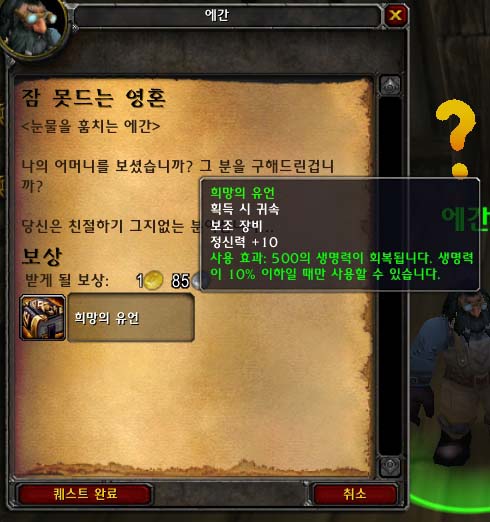 에간
잠 못드는 영혼
<눈물을 훔치는 에간>
나의 어머니를 보셨습니까? 그 분을 구해드린겁니
까?
당신은 친절하기 그지없는 분
보상
받게 될 보상: 1 85
희망의 유언
희망의 유언
획득 시 귀속
보조 장비
정신력 +10
사용 효과: 500의 생명력이 회복됩니다. 생명력
이 10% 이하일 때만 사용할 수 있습니다.
에간
퀘스트 완료
취소